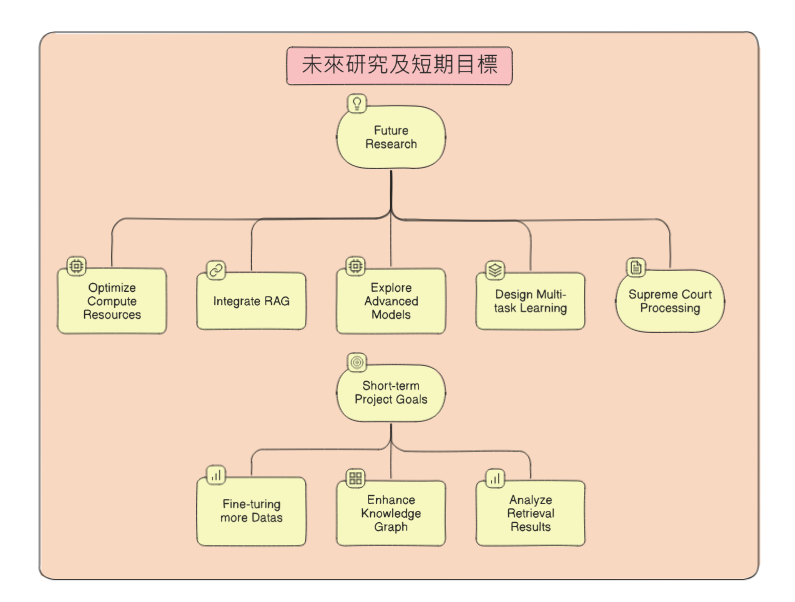 未來研究及短期目標
Future
Research
Optimize
Compute
Resources
Integrate RAG
Explore
Advanced
Models
Design Multi-
task Learning
Supreme Court
Processing
Short-term
Project Goals
Fine-turing
more Datas
Enhance
Knowledge
Graph
Analyze
Retrieval
Results